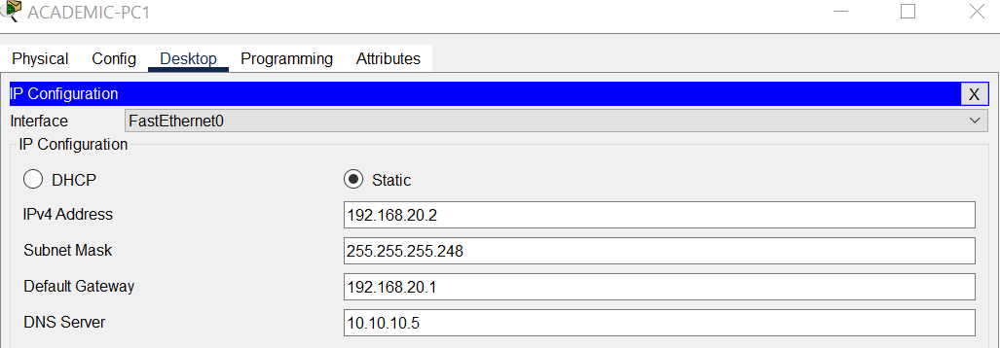 ACADEMIC-PC1
Physical Config Desktop Programming Attributes
IP Configuration X
Interface FastEthernet0
IP Configuration
DHCP Static
IPv4 Address 192.168.20.2
Subnet Mask 255.255.255.248
Default Gateway 192.168.20.1
DNS Server 10.10.10.5